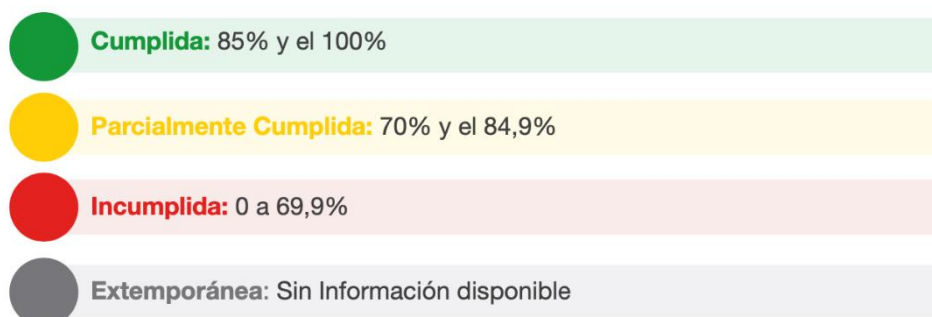 Cumplida: 85% y el 100%
Parcialmente Cumplida: 70% y el 84,9%
Incumplida: 0 a 69,9%
Extemporánea: Sin Información disponible